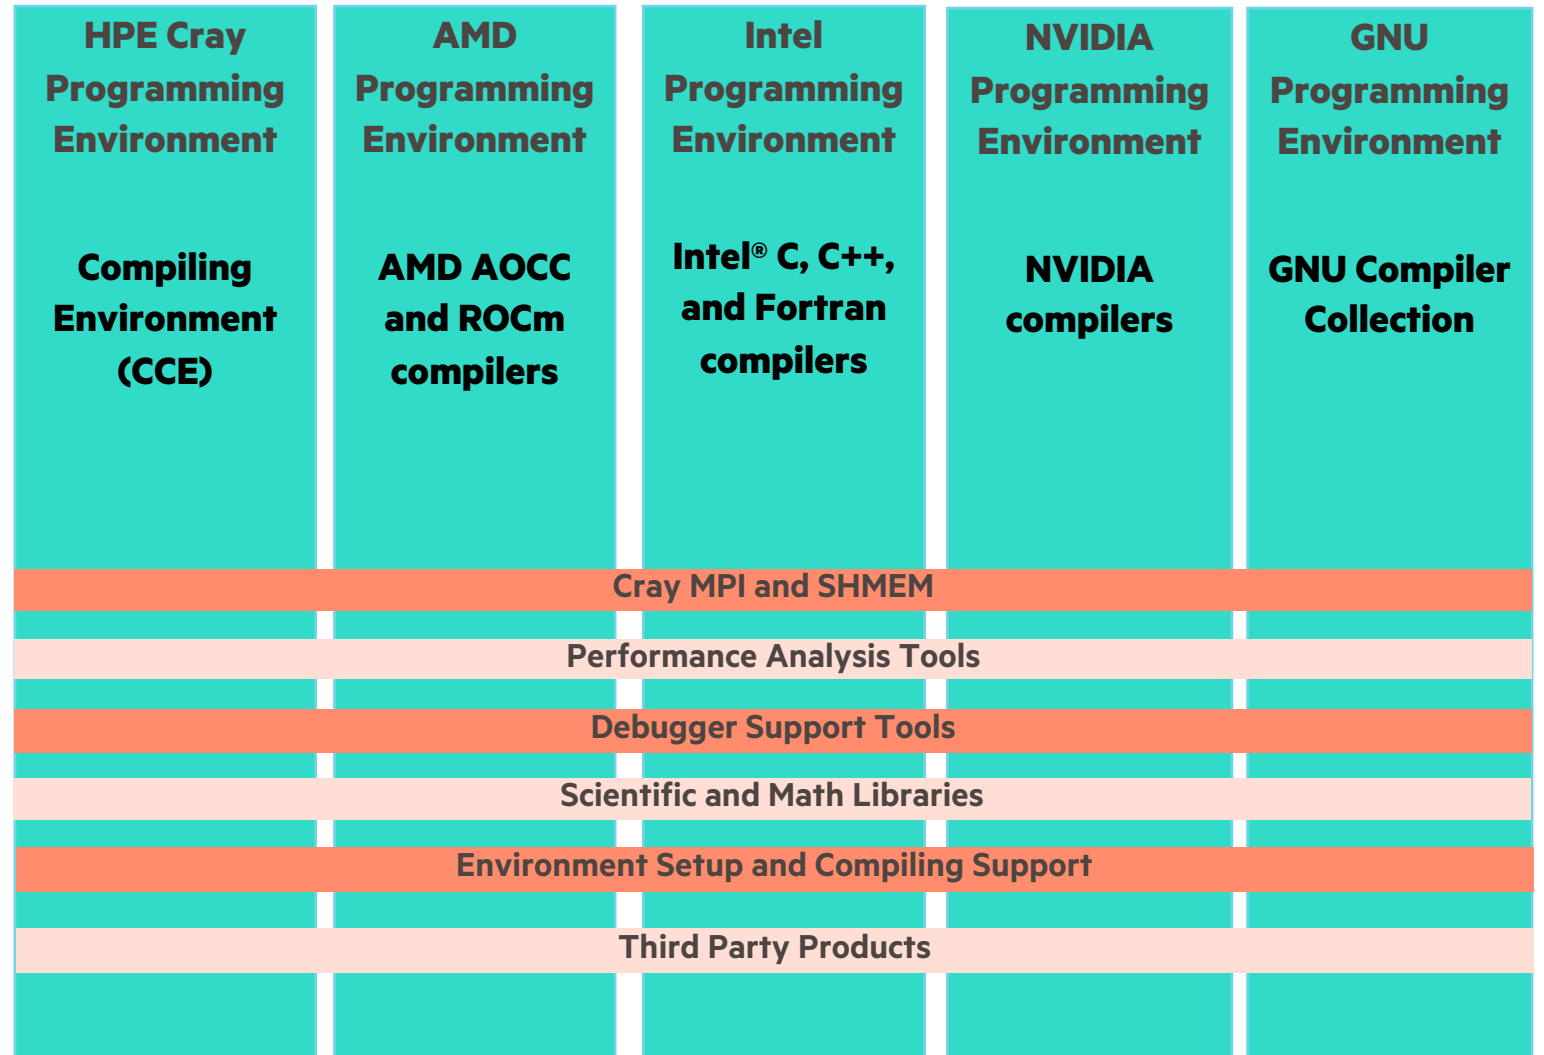 HPE Cray
Programming
Environment
Compiling
Environment
(CCE)
AMD
Programming
Environment
AMD AOCC
and ROCm
compilers
Intel
Programming
Environment
Intel® C, C++,
and Fortran
compilers
NVIDIA
Programming
Environment
NVIDIA
compilers
GNU
Programming
Environment
GNU Compiler
Collection
Cray MPI and SHMEM
Performance Analysis Tools
Debugger Support Tools
Scientific and Math Libraries
Environment Setup and Compiling Support
Third Party Products